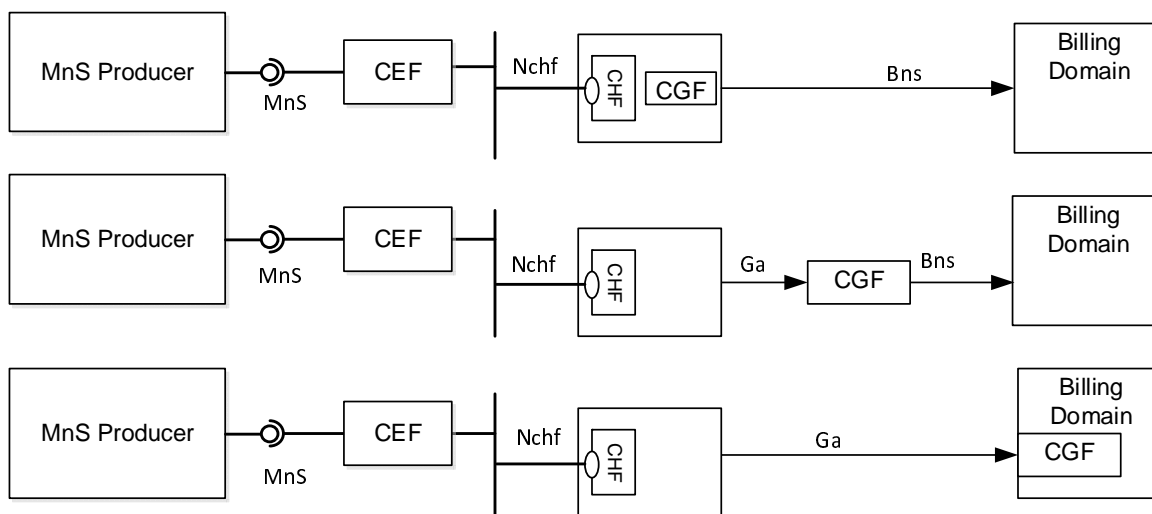 MnS Producer
MnS
CEF
Nchf
CHF
CGF
Bns
Billing
Domain
MnS Producer
MnS
CEF
Nchf
CHF
Ga
CGF
Bns
Billing
Domain
MnS Producer
MnS
CEF
Nchf
CHF
Ga
Billing
Domain
CGF